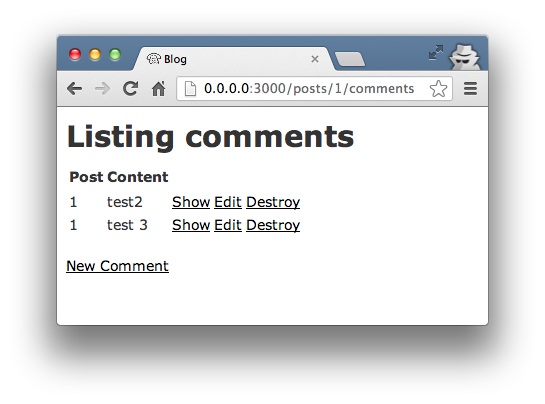 Blog
0.0.0.0:3000/posts/1/comments
Listing comments
Post Content
1 test2 Show Edit Destroy
1 test 3 Show Edit Destroy
New Comment